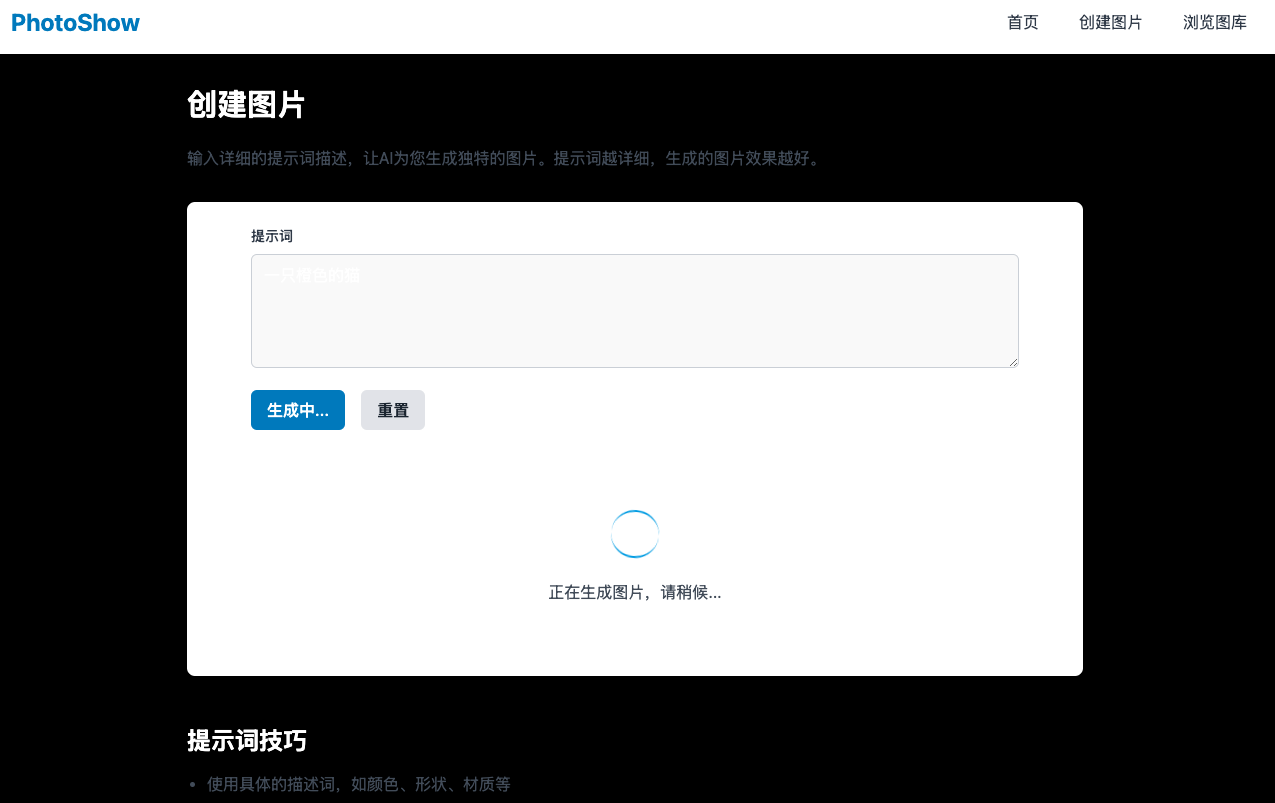 PhotoShow
首页 创建图片 浏览图库
创建图片
输入详细的提示词描述，让AI为您生成独特的图片。提示词越详细，生成的图片效果越好。
提示词
一只橙色的猫
生成中...
重置
正在生成图片，请稍候...
提示词技巧
• 使用具体的描述词，如颜色、形状、材质等